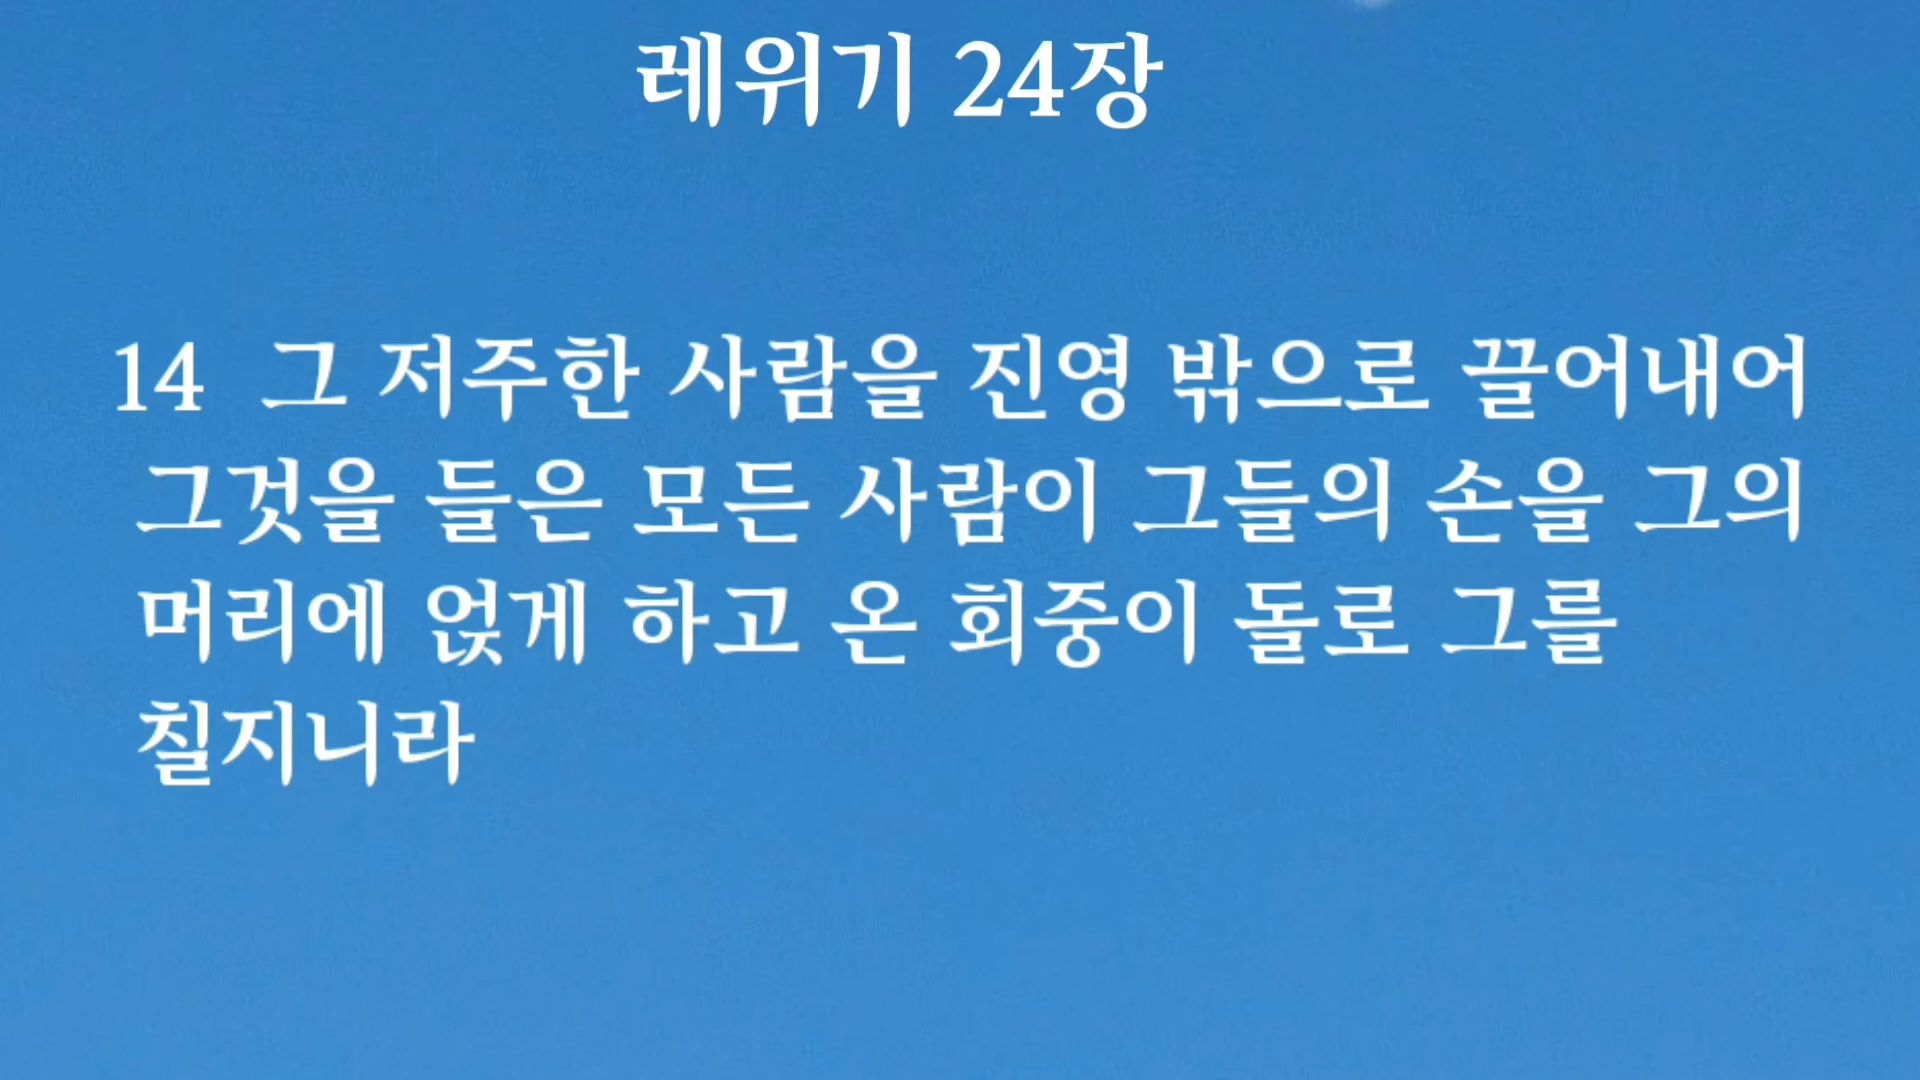 레위기 24장
14 그 저주한 사람을 진영 밖으로 끌어내어
그것을 들은 모든 사람이 그들의 손을 그의
머리에 얹게 하고 온 회중이 돌로 그를
칠지니라